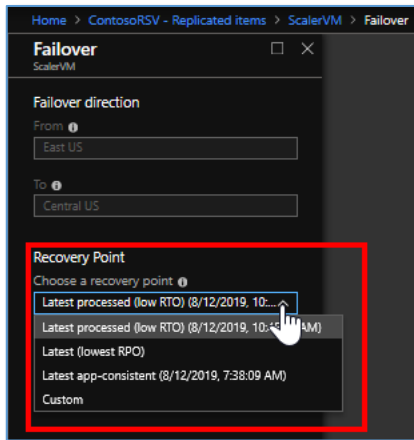 Home > ContosoRSV - Replicated items > ScalerVM > Failover
Failover
ScalerVM
Failover direction
From
East US
To
Central US
Recovery Point
Choose a recovery point
Latest processed (low RTO) (8/12/2019, 10:...
Latest processed (low RTO) (8/12/2019, AM)
Latest (lowest RPO)
Latest app-consistent (8/12/2019, 7:38:09 AM)
Custom